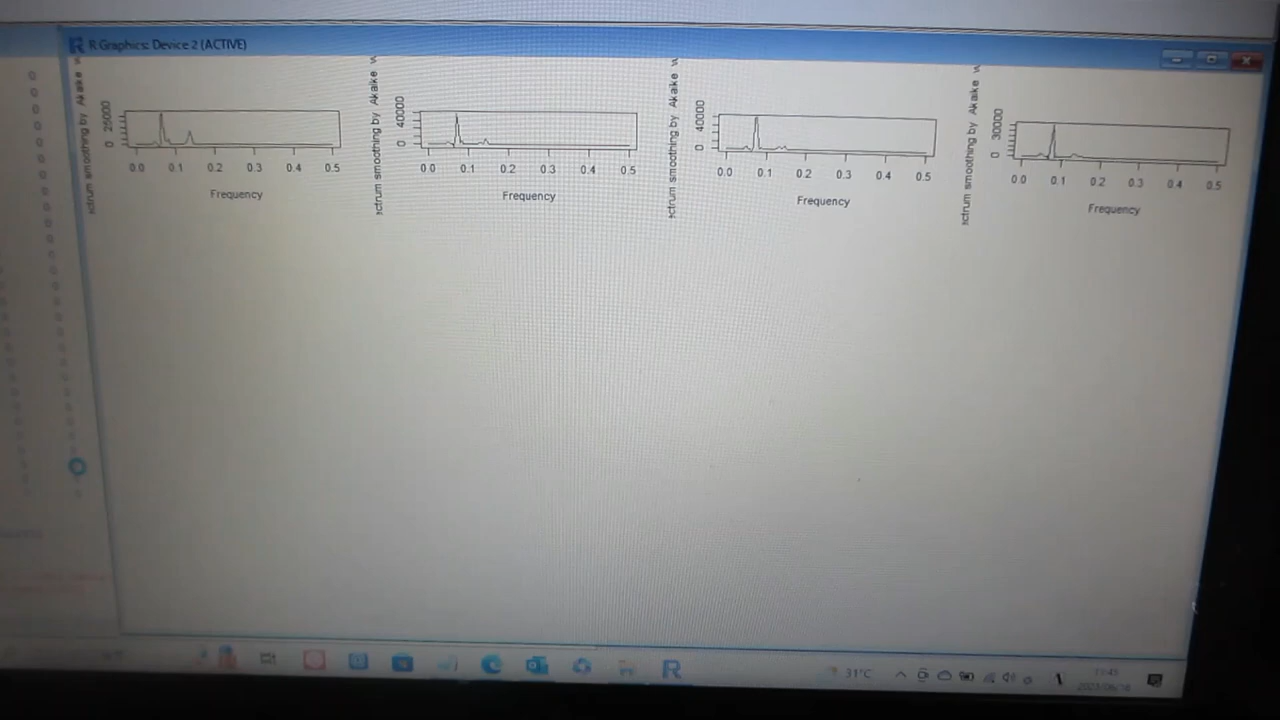 R Graphics: Device 2 (ACTIVE)
ctrum smoothing by Akaike w
0 25000
0.0 0.1 0.2 0.3 0.4 0.5
Frequency
ctrum smoothing by Akaike w
0 40000
0.0 0.1 0.2 0.3 0.4 0.5
Frequency
ctrum smoothing by Akaike w
0 40000
0.0 0.1 0.2 0.3 0.4 0.5
Frequency
ctrum smoothing by Akaike w
0 30000
0.0 0.1 0.2 0.3 0.4 0.5
Frequency
31°C